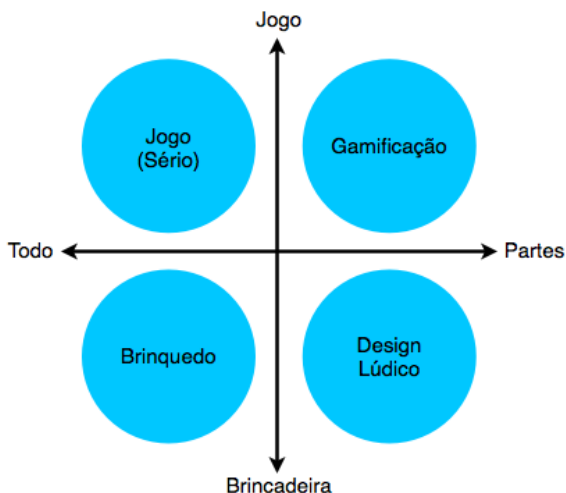 Jogo
Jogo
(Sério)
Gamificação
Todo
Partes
Brinquedo
Design
Lúdico
Brincadeira